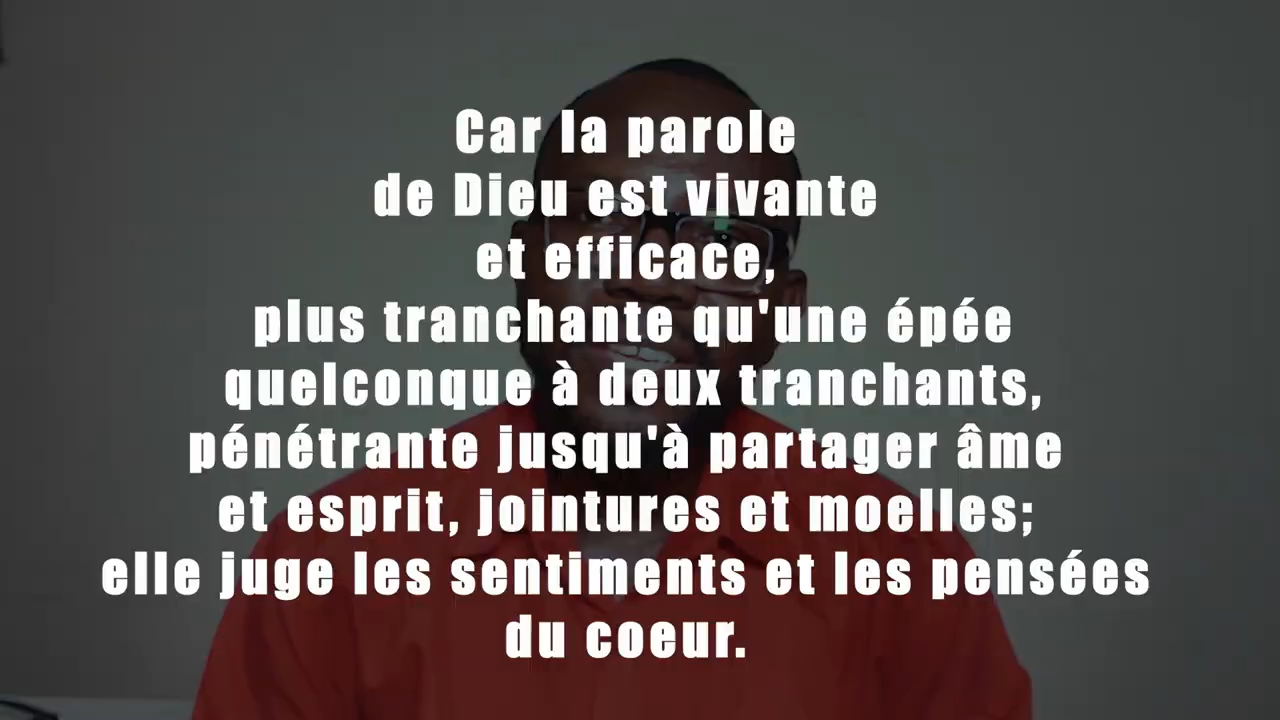 Car la parole
de Dieu est vivante
et efficace,
plus tranchante qu'une épée
quelconque à deux tranchants,
pénétrante jusqu'à partager âme
et esprit, jointures et moelles;
elle juge les sentiments et les pensées
du coeur.